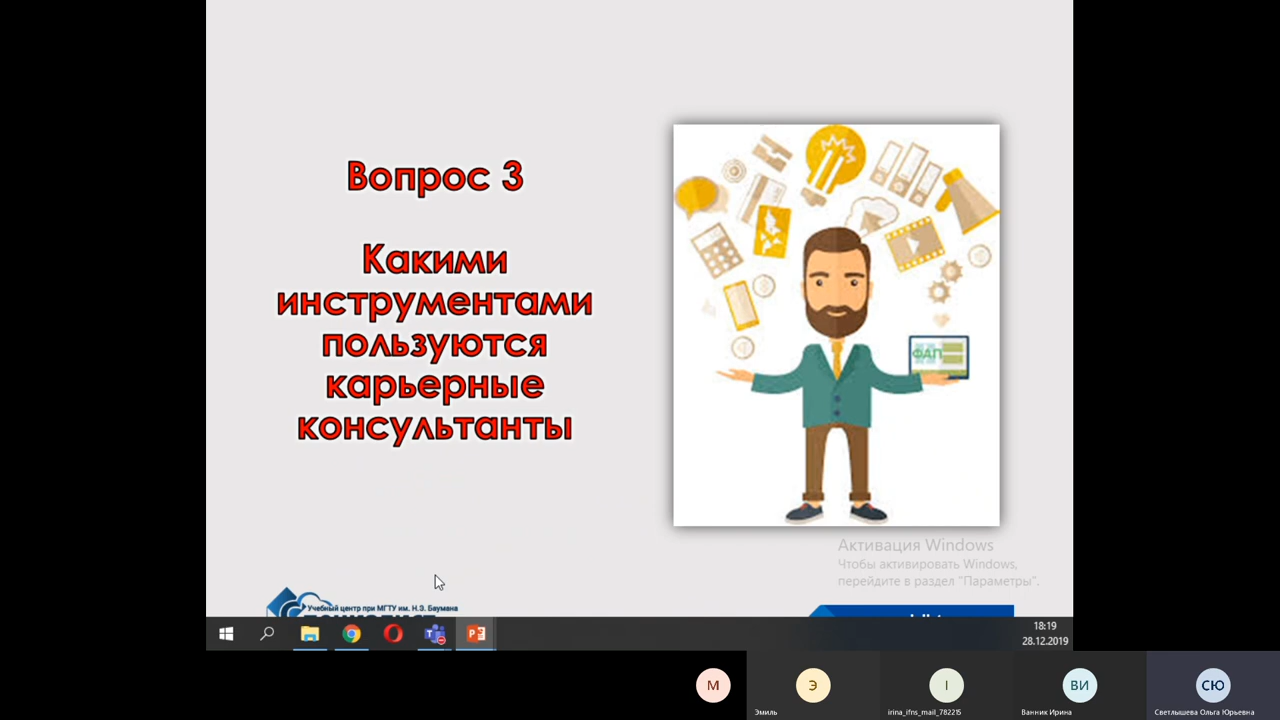 Вопрос 3
Какими
инструментами
пользуются
карьерные
консультанты
ФАП
Активация Windows
Чтобы активировать Windows,
перейдите в раздел "Параметры".
Учебный центр при МГТУ им. Н.Э. Баумана
18:19
28.12.2019
М
Э
I
ВИ
СЮ
Эмиль
irina_ifns_mail_782215
Ванник Ирина
Светлышева Ольга Юрьевна